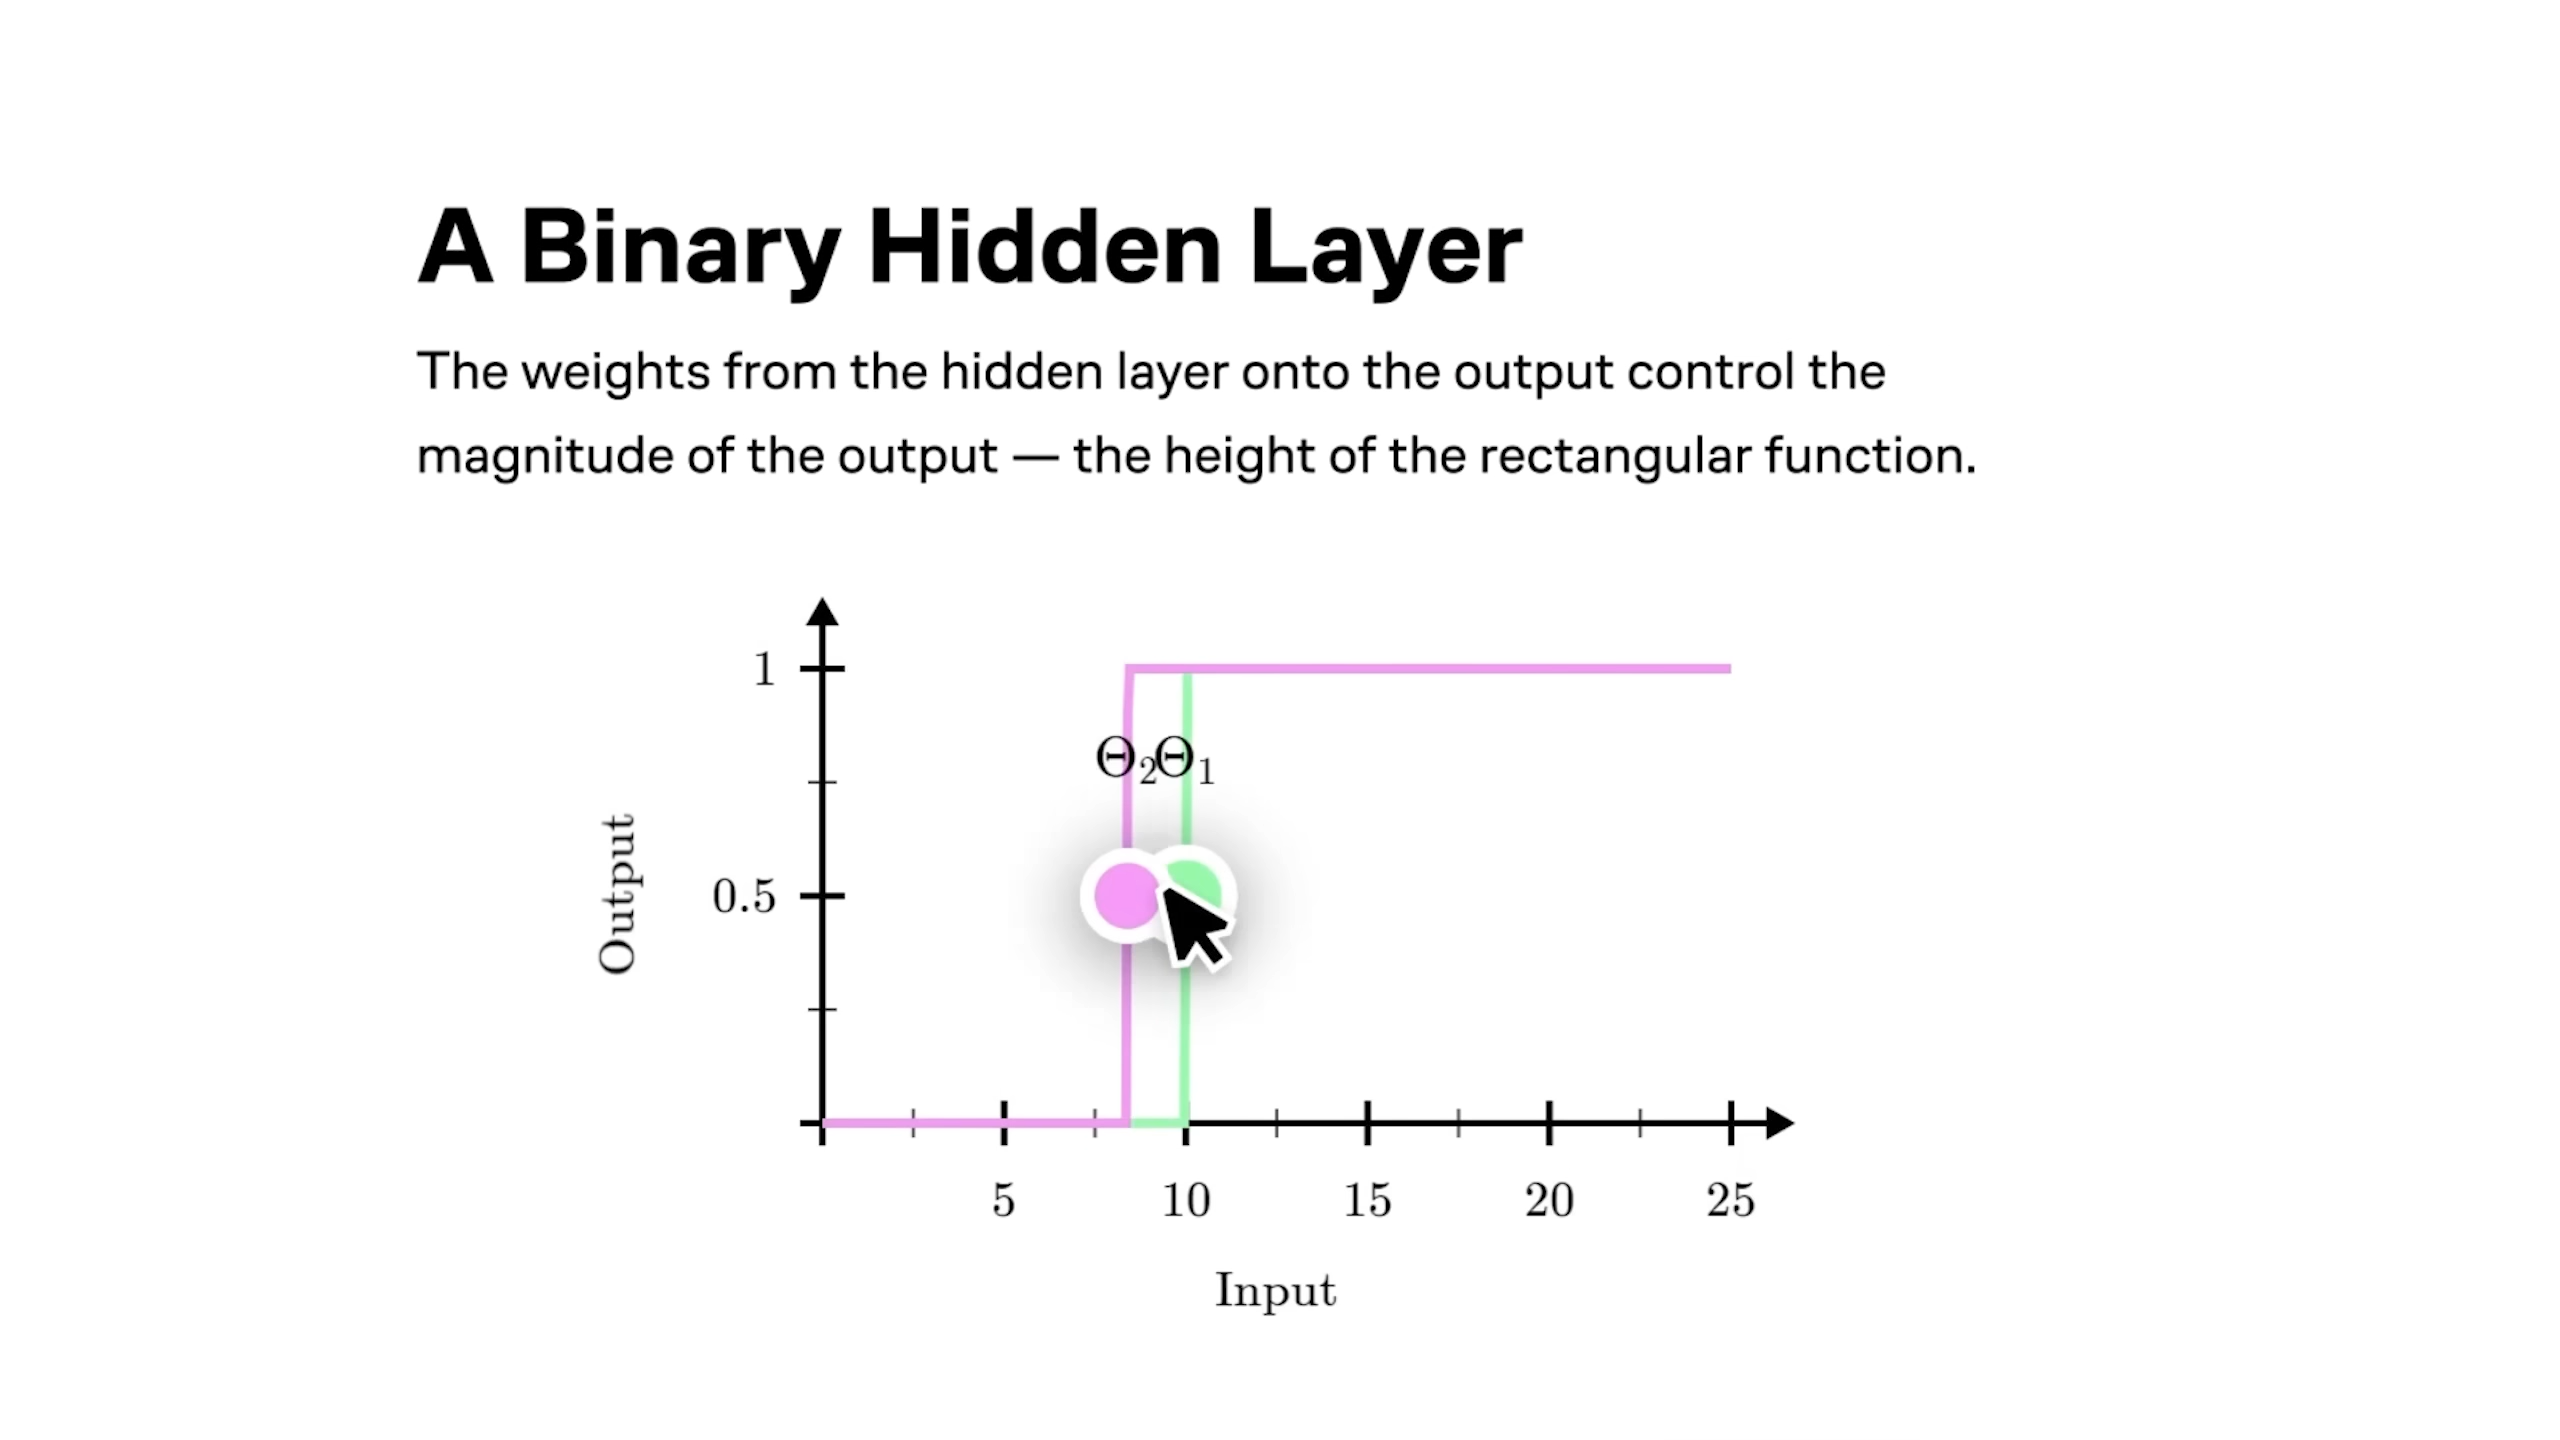 A Binary Hidden Layer
The weights from the hidden layer onto the output control the
magnitude of the output — the height of the rectangular function.
1
Θ₂Θ₁
0.5
Output
5 10 15 20 25
Input